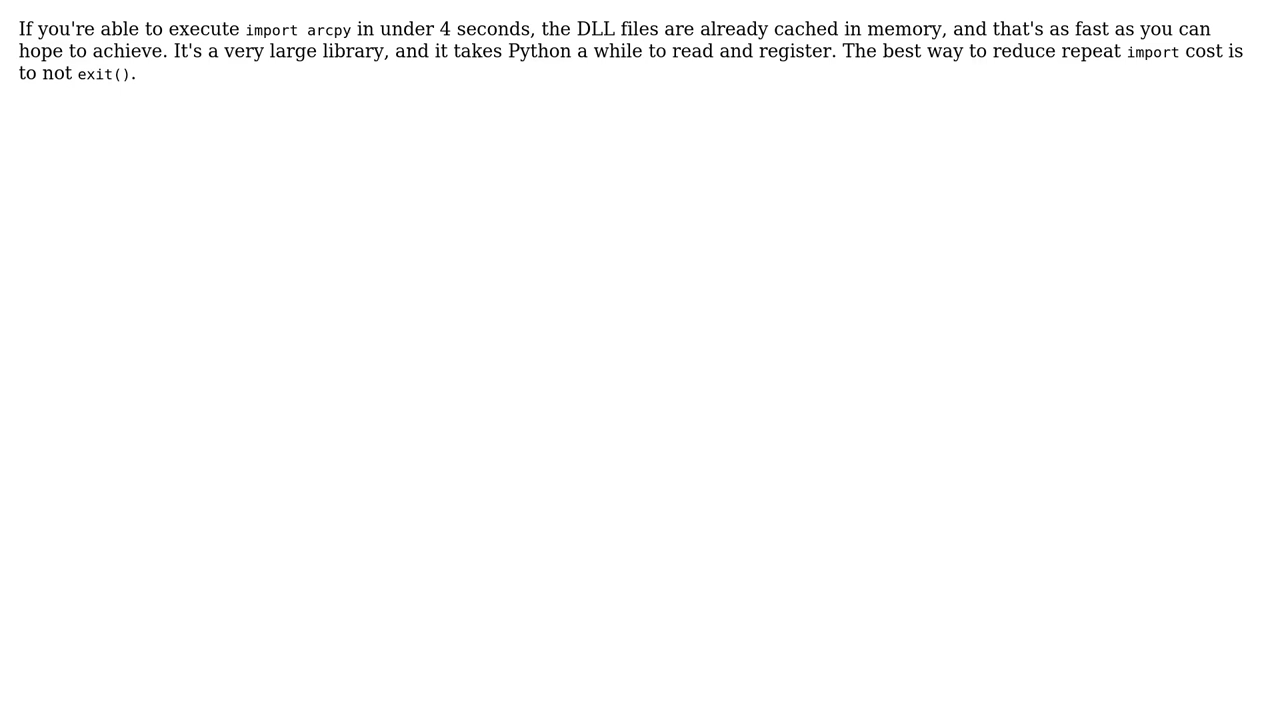 If you're able to execute import arcpy in under 4 seconds, the DLL files are already cached in memory, and that's as fast as you can
hope to achieve. It's a very large library, and it takes Python a while to read and register. The best way to reduce repeat import cost is
to not exit().